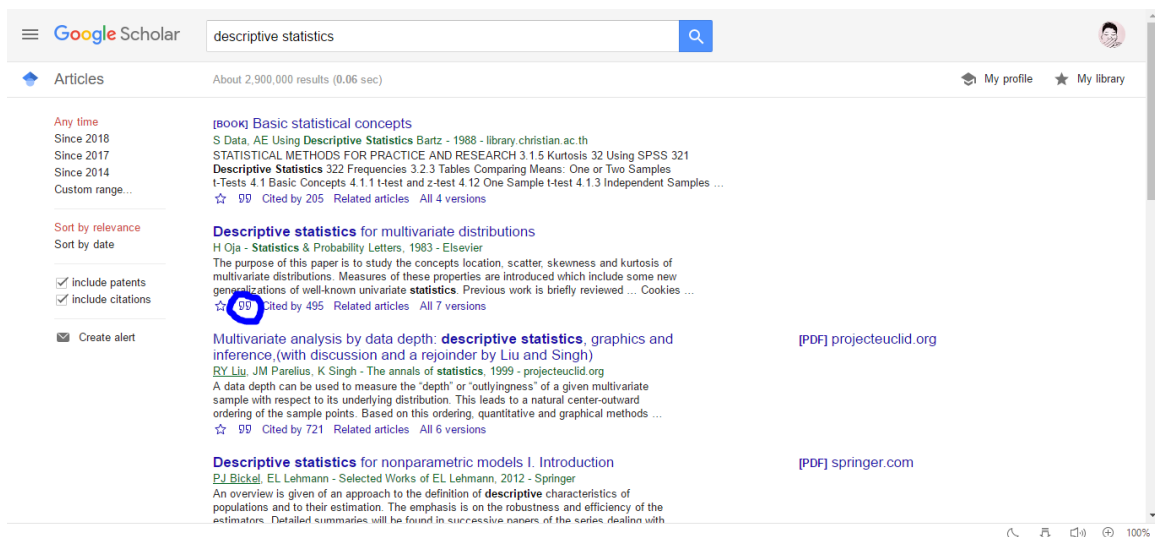 Google Scholar
descriptive statistics
Articles
About 2,900,000 results (0.06 sec)
My profile
My library
Any time
Since 2018
Since 2017
Since 2014
Custom range...
Sort by relevance
Sort by date
include patents
include citations
Create alert
[BOOK] Basic statistical concepts
S Data, AE Using Descriptive Statistics Bartz - 1988 - library.christian.ac.th
STATISTICAL METHODS FOR PRACTICE AND RESEARCH 3.1.5 Kurtosis 32 Using SPSS 321
Descriptive Statistics 322 Frequencies 3.2.3 Tables Comparing Means: One or Two Samples
t-Tests 4.1 Basic Concepts 4.1.1 t-test and z-test 4.12 One Sample t-test 4.1.3 Independent Samples ...
Cited by 205 Related articles All 4 versions
Descriptive statistics for multivariate distributions
H Oja - Statistics & Probability Letters, 1983 - Elsevier
The purpose of this paper is to study the concepts location, scatter, skewness and kurtosis of
multivariate distributions. Measures of these properties are introduced which include some new
generalizations of well-known univariate statistics. Previous work is briefly reviewed ... Cookies ...
Cited by 495 Related articles All 7 versions
Multivariate analysis by data depth: descriptive statistics, graphics and
inference,(with discussion and a rejoinder by Liu and Singh)
RY Liu, JM Parelius, K Singh - The annals of statistics, 1999 - projecteuclid.org
A data depth can be used to measure the "depth" or "outlyingness" of a given multivariate
sample with respect to its underlying distribution. This leads to a natural center-outward
ordering of the sample points. Based on this ordering, quantitative and graphical methods ...
Cited by 721 Related articles All 6 versions
[PDF] projecteuclid.org
Descriptive statistics for nonparametric models I. Introduction
PJ Bickel, EL Lehmann - Selected Works of EL Lehmann, 2012 - Springer
An overview is given of an approach to the definition of descriptive characteristics of
populations and to their estimation. The emphasis is on the robustness and efficiency of the
estimators. Detailed summaries will be found in successive papers of the series dealing with
[PDF] springer.com
100%